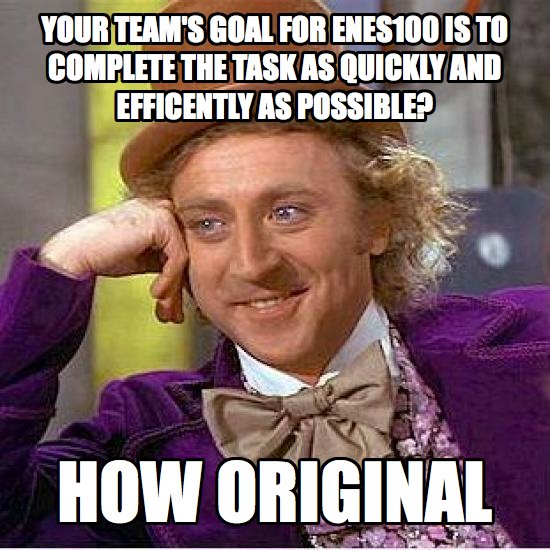 YOUR TEAM'S GOAL FOR ENES100 IS TO
COMPLETE THE TASK AS QUICKLY AND
EFFICENTLY AS POSSIBLE?
HOW ORIGINAL